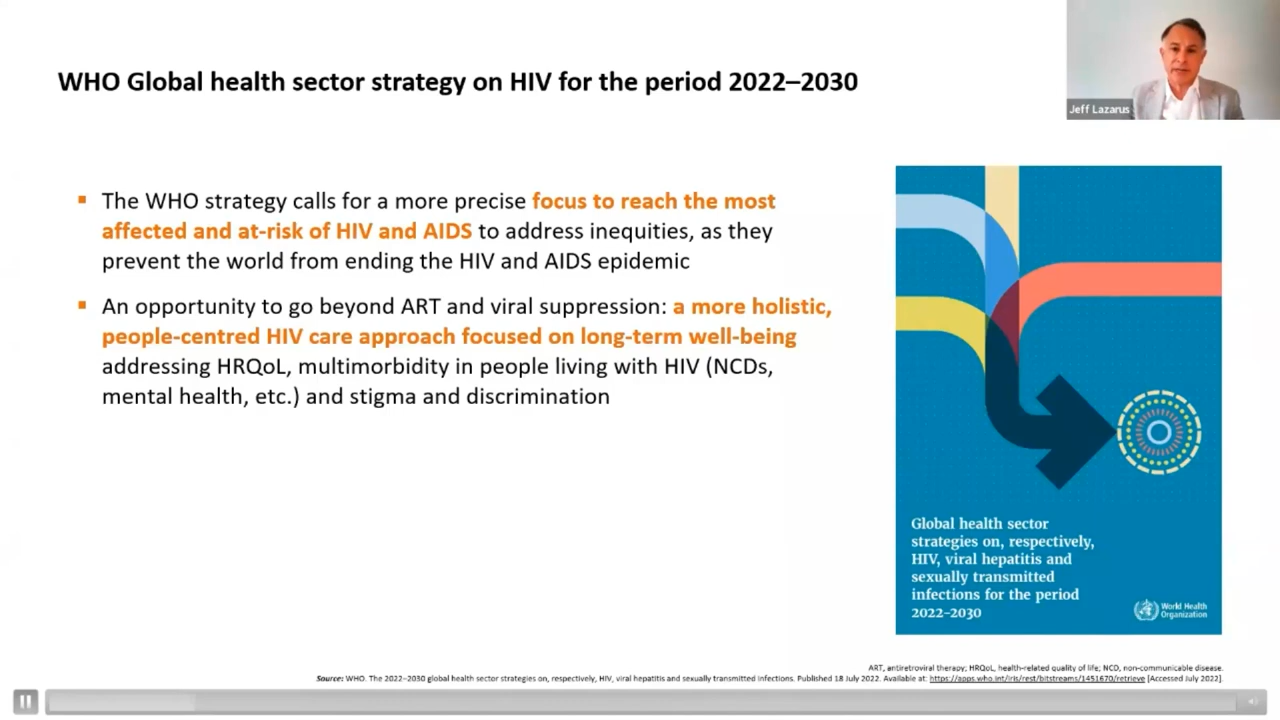 WHO Global health sector strategy on HIV for the period 2022–2030
Jeff Lazarus
▪ The WHO strategy calls for a more precise focus to reach the most
affected and at-risk of HIV and AIDS to address inequities, as they
prevent the world from ending the HIV and AIDS epidemic
▪ An opportunity to go beyond ART and viral suppression: a more holistic,
people-centred HIV care approach focused on long-term well-being
addressing HRQoL, multimorbidity in people living with HIV (NCDs,
mental health, etc.) and stigma and discrimination
Global health sector
strategies on, respectively,
HIV, viral hepatitis and
sexually transmitted
infections for the period
2022–2030
World Health
Organization
ART, antiretroviral therapy; HRQoL, health-related quality of life; NCD, non-communicable disease.
Source: WHO. The 2022–2030 global health sector strategies on, respectively, HIV, viral hepatitis and sexually transmitted infections. Published 18 July 2022. Available at: https://apps.who.int/iris/rest/bitstreams/1451670/retrieve [Accessed July 2022].